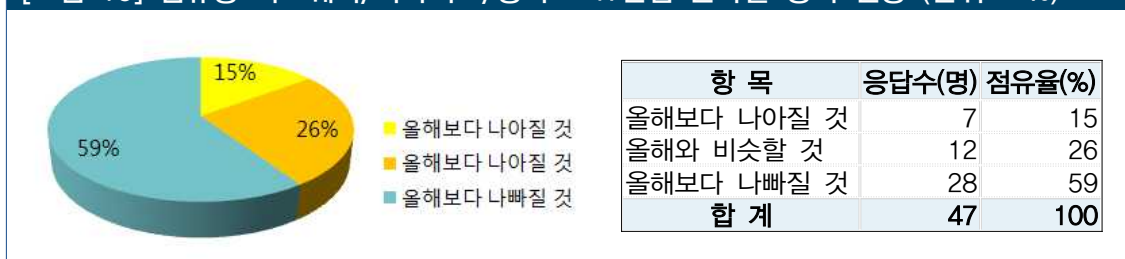 15%
26%
59%
올해보다 나아질 것
올해보다 나아질 것
올해보다 나빠질 것
항 목 응답수(명) 점유율(%)
올해보다 나아질 것 7 15
올해와 비슷할 것 12 26
올해보다 나빠질 것 28 59
합 계 47 100